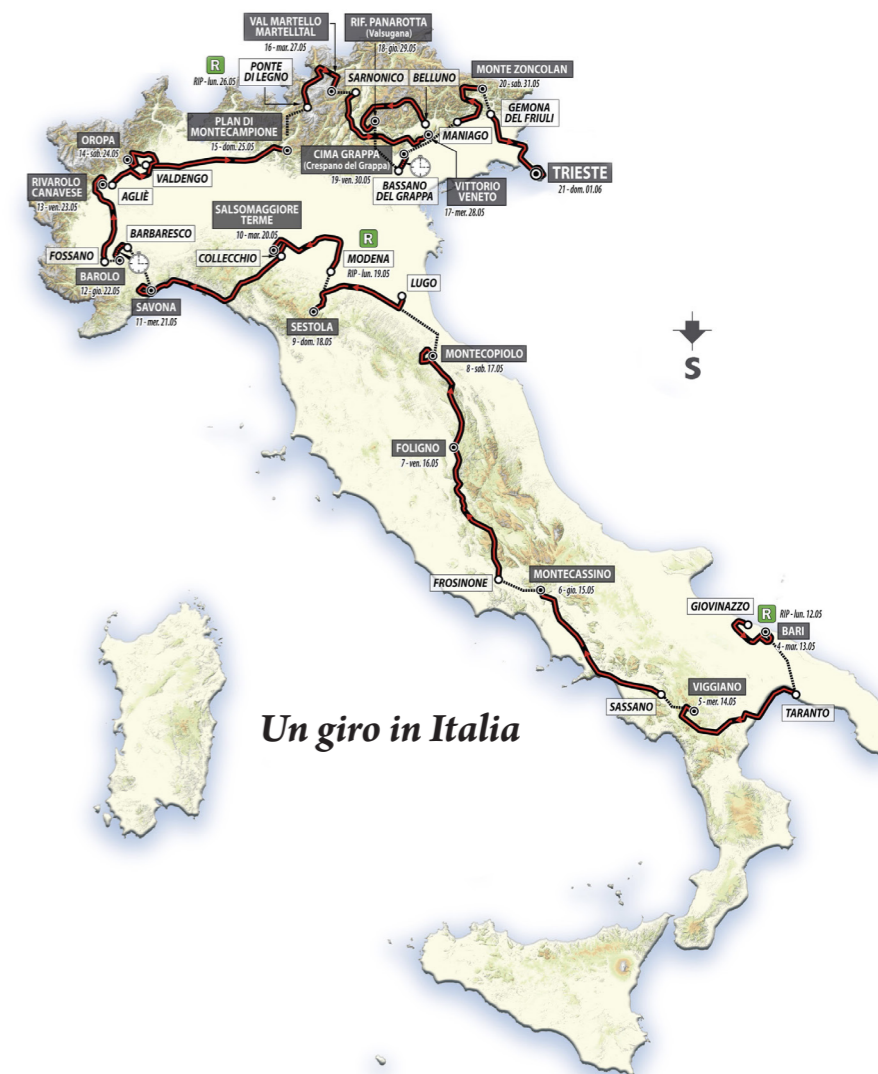 VAL MARTELLO
MARTELLTAL
16 - mar. 27.05
RIF. PANAROTTA
(Valsugana)
18- gio. 29.05
R
RIP - lun. 26.05
PONTE
DI LEGNO
SARNONICO
BELLUNO
MONTE ZONCOLAN
20 - sab. 31.05
GEMONA
DEL FRIULI
PLAN DI
MONTECAMPIONE
15 - dom. 25.05
MANIAGO
OROPA
14 - sab. 24.05
CIMA GRAPPA
(Crespano del Grappa)
19- ven. 30.05
TRIESTE
21 - dom. 01.06
VALDENGO
RIVAROLO
CANAVESE
13 - ven. 23.05
AGLIÈ
BASSANO
DEL GRAPPA
VITTORIO
VENETO
17 - mer. 28.05
SALSOMAGGIORE
TERME
10 - mar. 20.05
BARBARESCO
R
FOSSANO
COLLECCHIO
MODENA
RIP - lun. 19.05
BAROLO
12 - gio. 22.05
LUGO
SAVONA
11 - mer. 21.05
SESTOLA
9 - dom. 18.05
MONTECOPIOLO
8 - sab. 17.05
S
FOLIGNO
7 - ven. 16.05
FROSINONE
MONTECASSINO
6 - gio. 15.05
GIOVINAZZO
R
RIP - lun. 12.05
BARI
4 - mar. 13.05
VIGGIANO
5 - mer. 14.05
SASSANO
TARANTO
Un giro in Italia